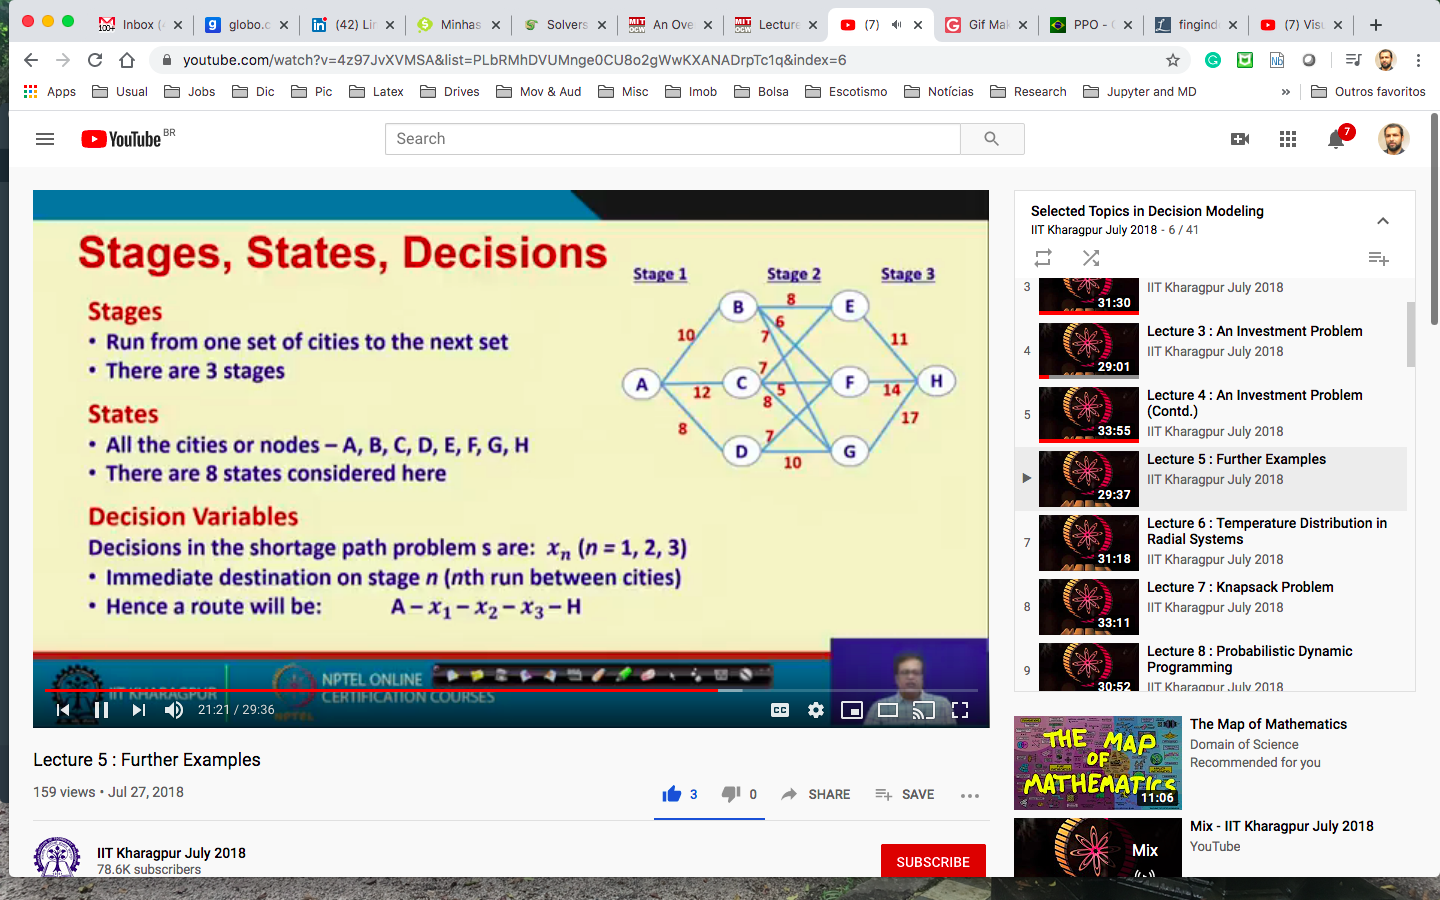 Inbox (4
100+
globo.c
(42) Lin
Minhas
Solvers
An Ove
Lecture
(7)
Gif Mak
PPO - C
fingind
(7) Visu
youtube.com/watch?v=4z97JvXVMSA&list=PLbRMhDVUMnge0CU8o2gWwKXANADrpTc1q&index=6
Apps Usual Jobs Dic Pic Latex Drives Mov & Aud Misc Imob Bolsa Escotismo Notícias Research Jupyter and MD » Outros favoritos
YouTube BR
Search
7
Stages, States, Decisions
Stage 1 Stage 2 Stage 3
Stages
• Run from one set of cities to the next set
• There are 3 stages
States
• All the cities or nodes – A, B, C, D, E, F, G, H
• There are 8 states considered here
Decision Variables
Decisions in the shortage path problem s are: xₙ (n = 1, 2, 3)
• Immediate destination on stage n (nth run between cities)
• Hence a route will be: A – x₁ – x₂ – x₃ – H
B 8 E
10 6 7 11
A 12 C 7 5 8 F 14 H
8 7 17
D 10 G
IIT KHARAGPUR
NPTEL
NPTEL ONLINE
CERTIFICATION COURSES
21:21 / 29:36
CC
Lecture 5 : Further Examples
159 views • Jul 27, 2018
3 0 SHARE SAVE
IIT Kharagpur July 2018
78.6K subscribers
SUBSCRIBE
Selected Topics in Decision Modeling
IIT Kharagpur July 2018 - 6 / 41
3
31:30
IIT Kharagpur July 2018
4
29:01
Lecture 3 : An Investment Problem
IIT Kharagpur July 2018
5
33:55
Lecture 4 : An Investment Problem
(Contd.)
IIT Kharagpur July 2018
29:37
Lecture 5 : Further Examples
IIT Kharagpur July 2018
7
31:18
Lecture 6 : Temperature Distribution in
Radial Systems
IIT Kharagpur July 2018
8
33:11
Lecture 7 : Knapsack Problem
IIT Kharagpur July 2018
9
30:52
Lecture 8 : Probabilistic Dynamic
Programming
IIT Kharagpur July 2018
THE MAP
OF
MATHEMATICS
11:06
The Map of Mathematics
Domain of Science
Recommended for you
Mix
Mix - IIT Kharagpur July 2018
YouTube